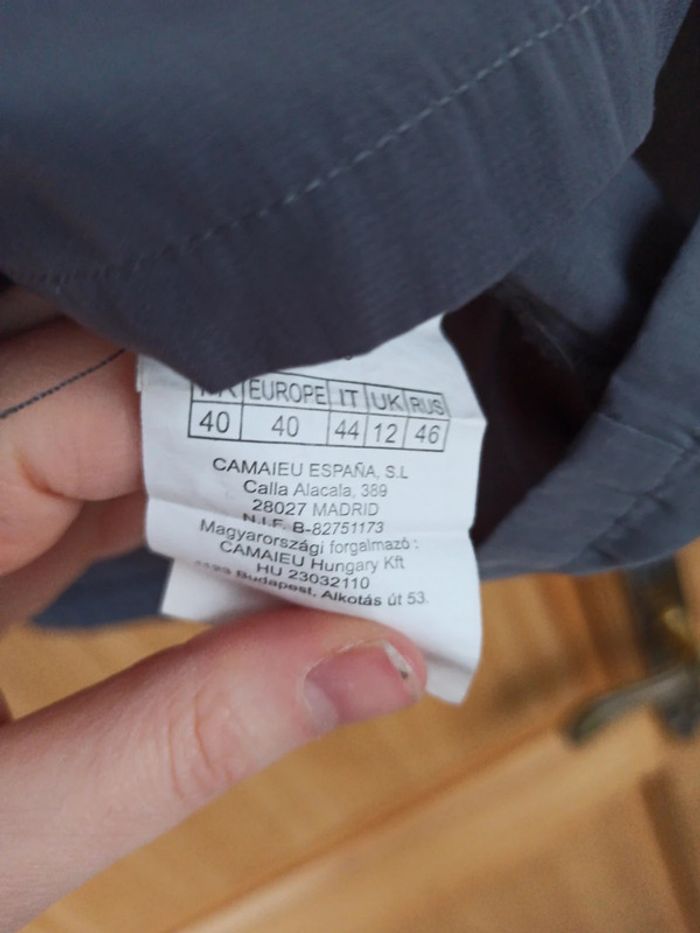 EUROPE IT UK RUS
40 40 44 12 46
CAMAIEU ESPAÑA, S.L
Calla Alacala, 389
28027 MADRID
N.I.F. B-82751173
Magyarországi forgalmazó :
CAMAIEU Hungary Kft
HU 23032110
Budapest, Alkotás út 53.